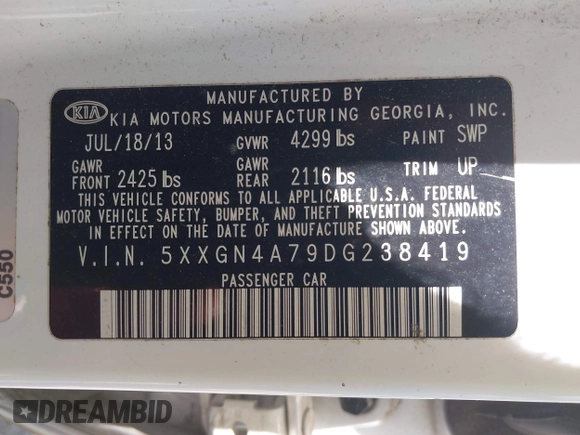 MANUFACTURED BY
KIA KIA MOTORS MANUFACTURING GEORGIA, INC.
JUL/18/13 GVWR 4299 lbs PAINT SWP
GAWR FRONT 2425 lbs GAWR REAR 2116 lbs TRIM UP
THIS VEHICLE CONFORMS TO ALL APPLICABLE U.S.A. FEDERAL
MOTOR VEHICLE SAFETY, BUMPER, AND THEFT PREVENTION STANDARDS
IN EFFECT ON THE DATE OF MANUFACTURE SHOWN ABOVE.
V.I.N. 5XXGN4A79DG238419
PASSENGER CAR
C550
DREAMBID